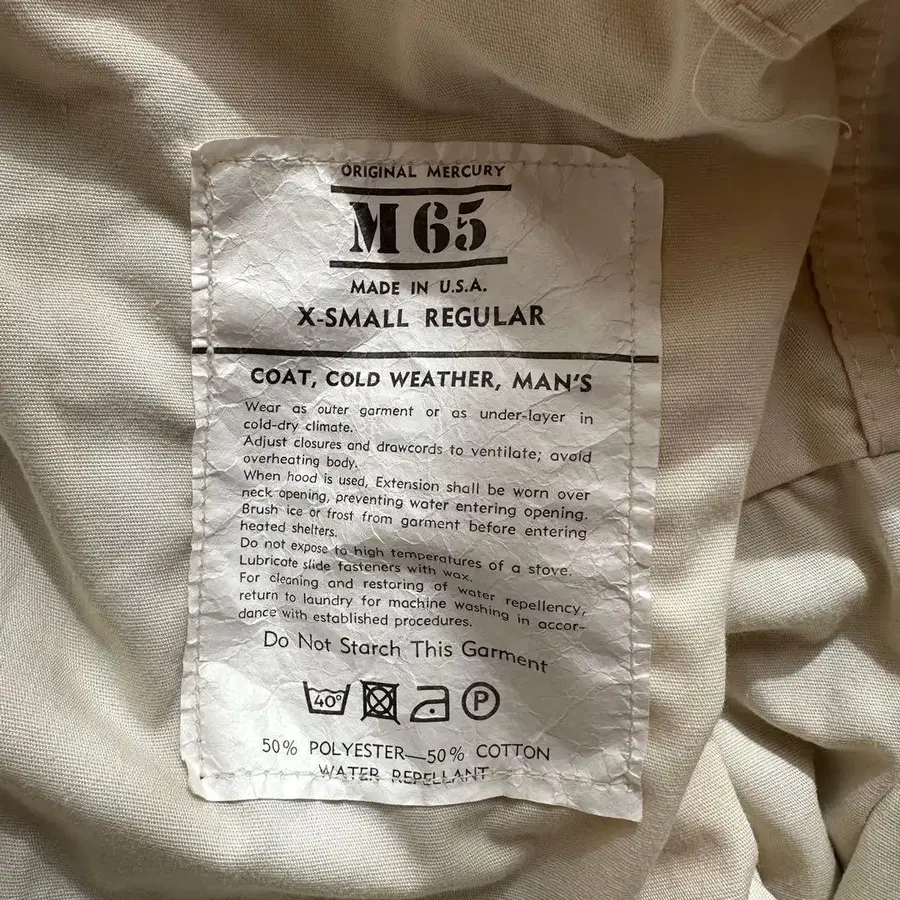 ORIGINAL MERCURY
M 65
MADE IN U.S.A.
X-SMALL REGULAR
COAT, COLD WEATHER, MAN'S
Wear as outer garment or as under-layer in
cold-dry climate.
Adjust closures and drawcords to ventilate; avoid
overheating body.
When hood is used, Extension shall be worn over
neck opening, preventing water entering opening.
Brush ice or frost from garment before entering
heated shelters.
Do not expose to high temperatures of a stove.
Lubricate slide fasteners with wax.
For cleaning and restoring of water repellency,
return to laundry for machine washing in accor-
dance with established procedures.
Do Not Starch This Garment
40° P
50% POLYESTER—50% COTTON
WATER REPELLANT